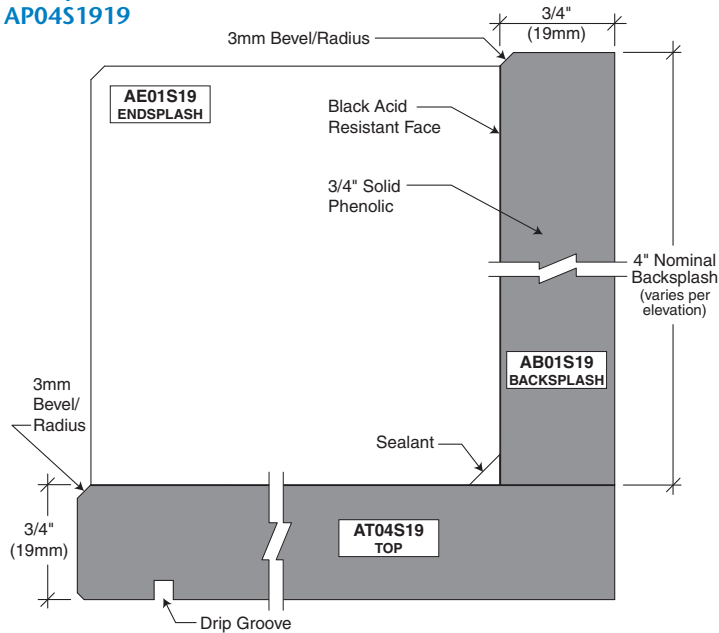 AP04S1919
3/4"
(19mm)
3mm Bevel/Radius
AE01S19
ENDSPLASH
Black Acid
Resistant Face
3/4" Solid
Phenolic
4" Nominal
Backsplash
(varies per
elevation)
AB01S19
BACKSPLASH
3mm
Bevel/
Radius
Sealant
3/4"
(19mm)
AT04S19
TOP
Drip Groove